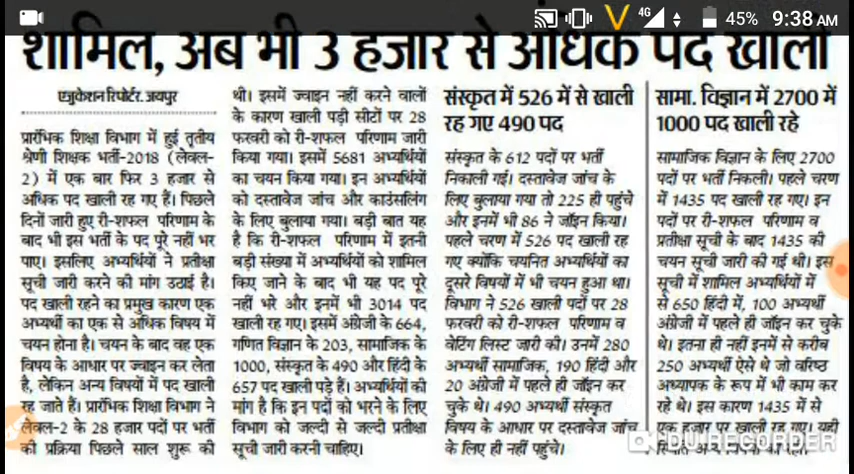 4G 45% 9:38 AM
शामिल, अब भी 3 हजार से अधिक पद खाली
एजुकेशन रिपोर्टर. जयपुर
प्रारंभिक शिक्षा विभाग में हुई तृतीय
श्रेणी शिक्षक भर्ती-2018 (लेवल-
2) में एक बार फिर 3 हजार से
अधिक पद खाली रह गए हैं। पिछले
दिनों जारी हुए री-शफल परिणाम के
बाद भी इस भर्ती के पद पूरे नहीं भर
पाए। इसलिए अभ्यर्थियों ने प्रतीक्षा
सूची जारी करने की मांग उठाई है।
पद खाली रहने का प्रमुख कारण एक
अभ्यर्थी का एक से अधिक विषय में
चयन होना है। चयन के बाद वह एक
विषय के आधार पर ज्वाइन कर लेता
है, लेकिन अन्य विषयों में पद खाली
रह जाते हैं। प्रारंभिक शिक्षा विभाग ने
लेवल-2 के 28 हजार पदों पर भर्ती
की प्रक्रिया पिछले साल शुरू की
थी। इसमें ज्वाइन नहीं करने वालों
के कारण खाली पड़ी सीटों पर 28
फरवरी को री-शफल परिणाम जारी
किया गया। इसमें 5681 अभ्यर्थियों
का चयन किया गया। इन अभ्यर्थियों
को दस्तावेज जांच और काउंसलिंग
के लिए बुलाया गया। बड़ी बात यह
है कि री-शफल परिणाम में इतनी
बड़ी संख्या में अभ्यर्थियों को शामिल
किए जाने के बाद भी यह पद पूरे
नहीं भरे और इनमें भी 3014 पद
खाली रह गए। इसमें अंग्रेजी के 664,
गणित विज्ञान के 203, सामाजिक के
1000, संस्कृत के 490 और हिंदी के
657 पद खाली पड़े हैं। अभ्यर्थियों की
मांग है कि इन पदों को भरने के लिए
विभाग को जल्दी से जल्दी प्रतीक्षा
सूची जारी करनी चाहिए।
संस्कृत में 526 में से खाली
रह गए 490 पद
संस्कृत के 612 पदों पर भर्ती
निकाली गई। दस्तावेज जांच के
लिए बुलाया गया तो 225 ही पहुंचे
और इनमें भी 86 ने जॉइन किया।
पहले चरण में 526 पद खाली रह
गए क्योंकि चयनित अभ्यर्थियों का
दूसरे विषयों में भी चयन हुआ था।
विभाग ने 526 खाली पदों पर 28
फरवरी को री-शफल परिणाम व
वेटिंग लिस्ट जारी की। उनमें 280
अभ्यर्थी सामाजिक, 190 हिंदी और
20 अंग्रेजी में पहले ही जॉइन कर
चुके थे। 490 अभ्यर्थी संस्कृत
विषय के आधार पर दस्तावेज जांच
के लिए ही नहीं पहुंचे।
सामा. विज्ञान में 2700 में
1000 पद खाली रहे
सामाजिक विज्ञान के लिए 2700
पदों पर भर्ती निकली। पहले चरण
में 1435 पद खाली रह गए। इन
पदों पर री-शफल परिणाम व
प्रतीक्षा सूची के बाद 1435 की
चयन सूची जारी की गई थी। इस
सूची में शामिल अभ्यर्थियों में
से 650 हिंदी में, 100 अभ्यर्थी
अंग्रेजी में पहले ही जॉइन कर चुके
थे। इतना ही नहीं इनमें से करीब
250 अभ्यर्थी ऐसे थे जो वरिष्ठ
अध्यापक के रूप में भी काम कर
रहे थे। इस कारण 1435 में से
एक हजार पर खाली रह गए। यही
DU RECORDER